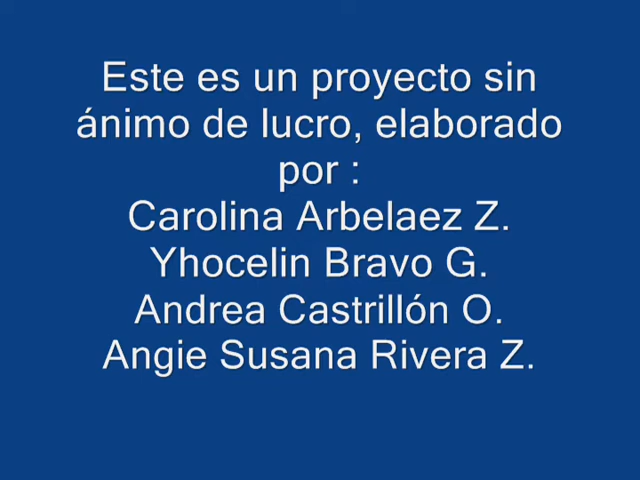 Este es un proyecto sin
ánimo de lucro, elaborado
por :
Carolina Arbelaez Z.
Yhocelin Bravo G.
Andrea Castrillón O.
Angie Susana Rivera Z.